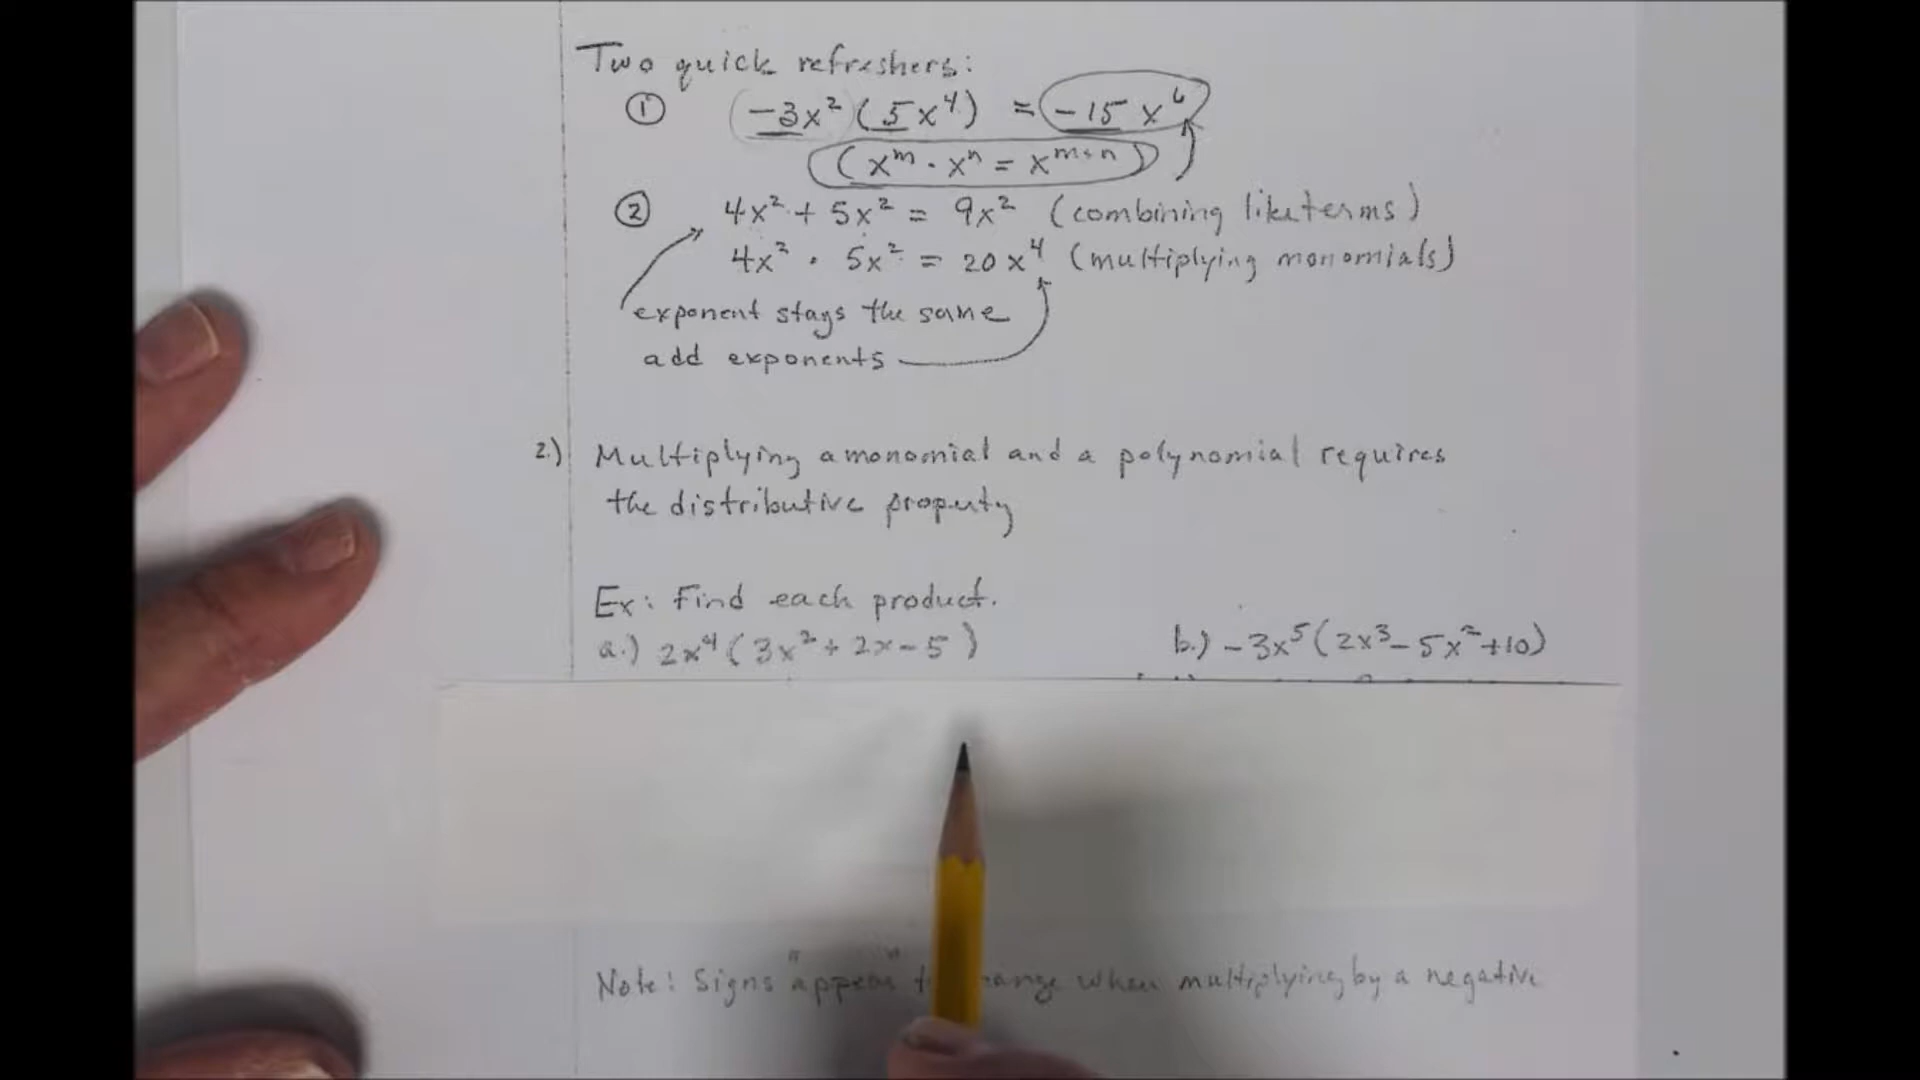 Two quick refreshers:
① -3x² (5x⁴) = -15x⁶
(xᵐ · xⁿ = xᵐ⁺ⁿ)
② 4x² + 5x² = 9x² (combining like terms)
4x² · 5x² = 20x⁴ (multiplying monomials)
exponent stays the same
add exponents
2.) Multiplying a monomial and a polynomial requires
the distributive property
Ex: Find each product.
a.) 2x⁴(3x²+2x-5)
b.) -3x⁵(2x³-5x²+10)
Note: Signs "appear" when multiplying by a negative